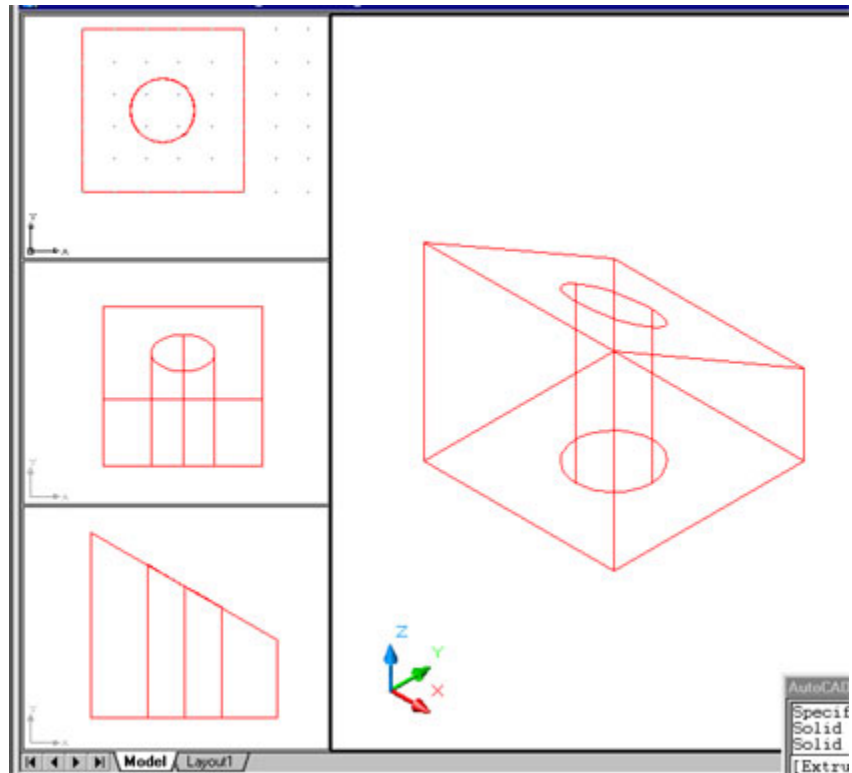 Z
Y
X
AutoCAD
Specif
Solid
Solid
[Extru
Model
Layout1